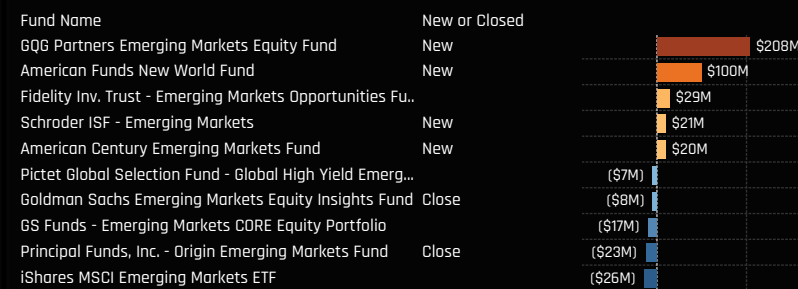 Fund Name New or Closed
GQG Partners Emerging Markets Equity Fund New $208M
American Funds New World Fund New $100M
Fidelity Inv. Trust - Emerging Markets Opportunities Fu.. $29M
Schroder ISF - Emerging Markets New $21M
American Century Emerging Markets Fund New $20M
Pictet Global Selection Fund - Global High Yield Emerg... ($7M)
Goldman Sachs Emerging Markets Equity Insights Fund Close ($8M)
GS Funds - Emerging Markets CORE Equity Portfolio ($17M)
Principal Funds, Inc. - Origin Emerging Markets Fund Close ($23M)
iShares MSCI Emerging Markets ETF ($26M)